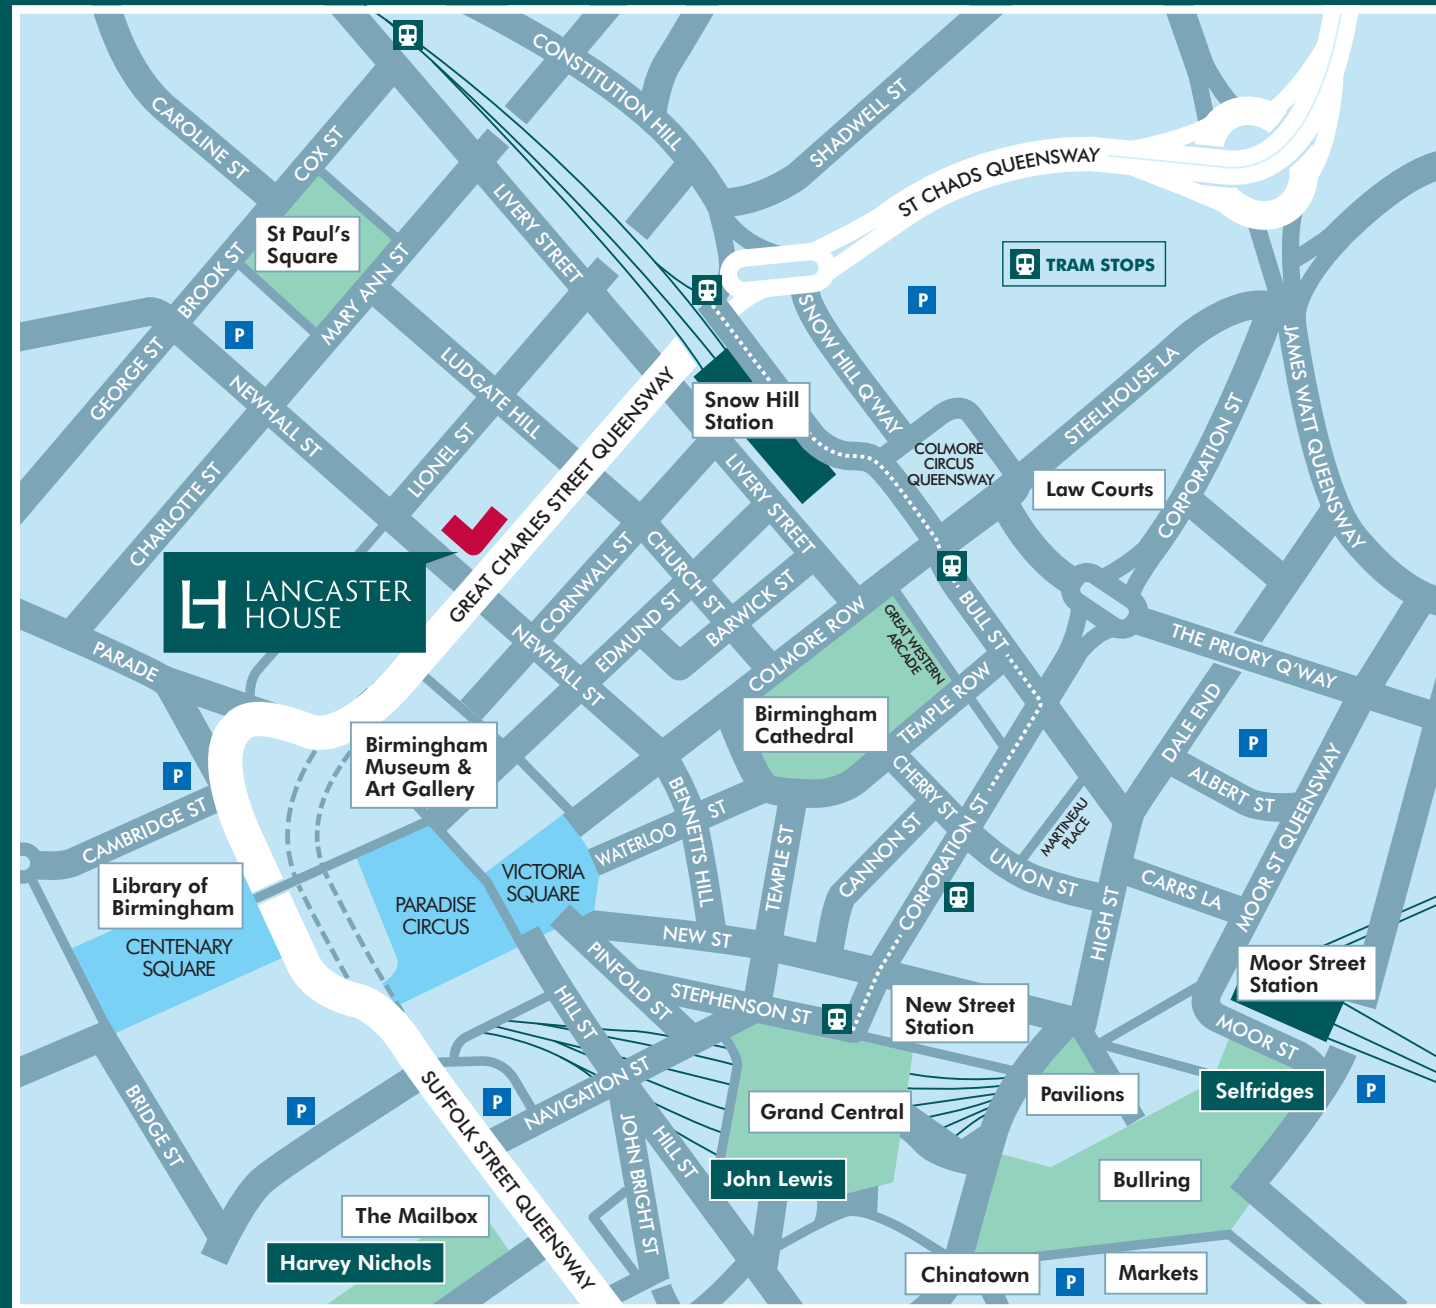 CONSTITUTION HILL
CAROLINE ST
COX ST
SHADWELL ST
ST CHADS QUEENSWAY
LIVERY STREET
St Paul's
Square
TRAM STOPS
BROOK ST
MARY ANN ST
P
P
SNOW HILL Q'WAY
GEORGE ST
NEWHALL ST
LUDGATE HILL
JAMES WATT QUEENSWAY
STEELHOUSE LA
Snow Hill
Station
CORPORATION ST
LIONEL ST
GREAT CHARLES STREET QUEENSWAY
COLMORE
CIRCUS
QUEENSWAY
Law Courts
CHARLOTTE ST
LIVERY STREET
LANCASTER
HOUSE
CORNWALL ST
CHURCH ST
EDMUND ST
BARWICK ST
COLMORE ROW
GREAT WESTERN
ARCADE
BULL ST
THE PRIORY Q'WAY
PARADE
NEWHALL ST
TEMPLE ROW
Birmingham
Cathedral
DALE END
P
Birmingham
Museum &
Art Gallery
P
CHERRY ST
ALBERT ST
MOOR ST QUEENSWAY
CAMBRIDGE ST
BENNETTS HILL
WATERLOO ST
TEMPLE ST
CANNON ST
CORPORATION ST
MARTINEAU
PLACE
UNION ST
CARRS LA
Library of
Birmingham
VICTORIA
SQUARE
PARADISE
CIRCUS
CENTENARY
SQUARE
NEW ST
HIGH ST
PINFOLD ST
STEPHENSON ST
HILL ST
New Street
Station
Moor Street
Station
MOOR ST
NAVIGATION ST
SUFFOLK STREET QUEENSWAY
P
P
BRIDGE ST
Grand Central
Pavilions
Selfridges
P
JOHN BRIGHT ST
HILL ST
John Lewis
Bullring
The Mailbox
Harvey Nichols
Chinatown
P
Markets